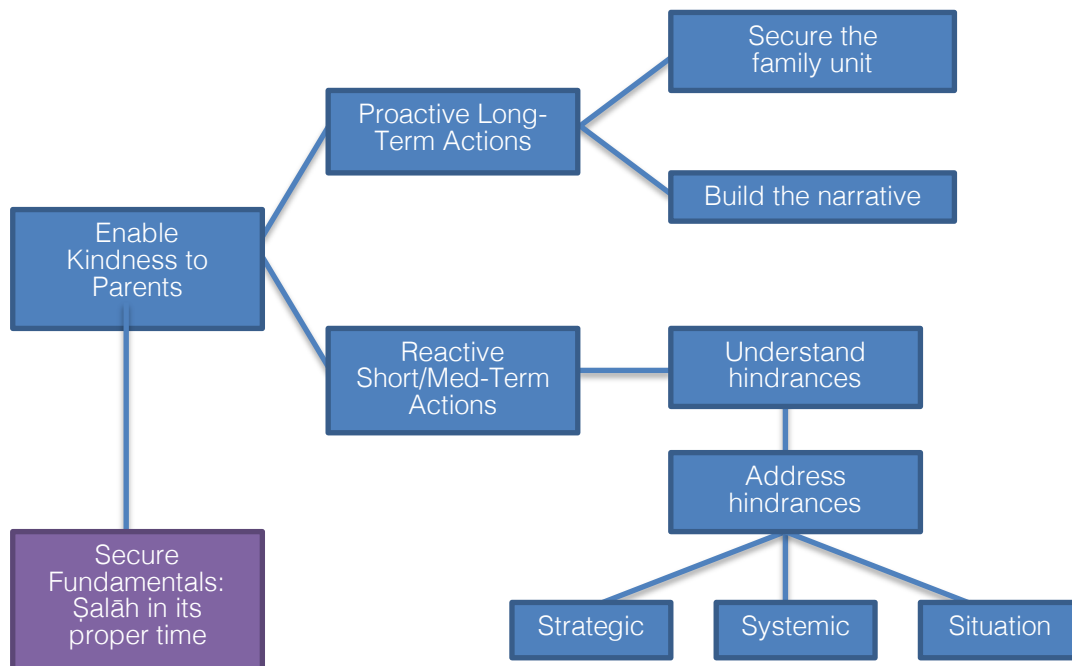 Secure the
family unit
Proactive Long-
Term Actions
Build the narrative
Enable
Kindness to
Parents
Reactive
Short/Med-Term
Actions
Understand
hindrances
Address
hindrances
Secure
Fundamentals:
Ṣalāh in its
proper time
Strategic
Systemic
Situation